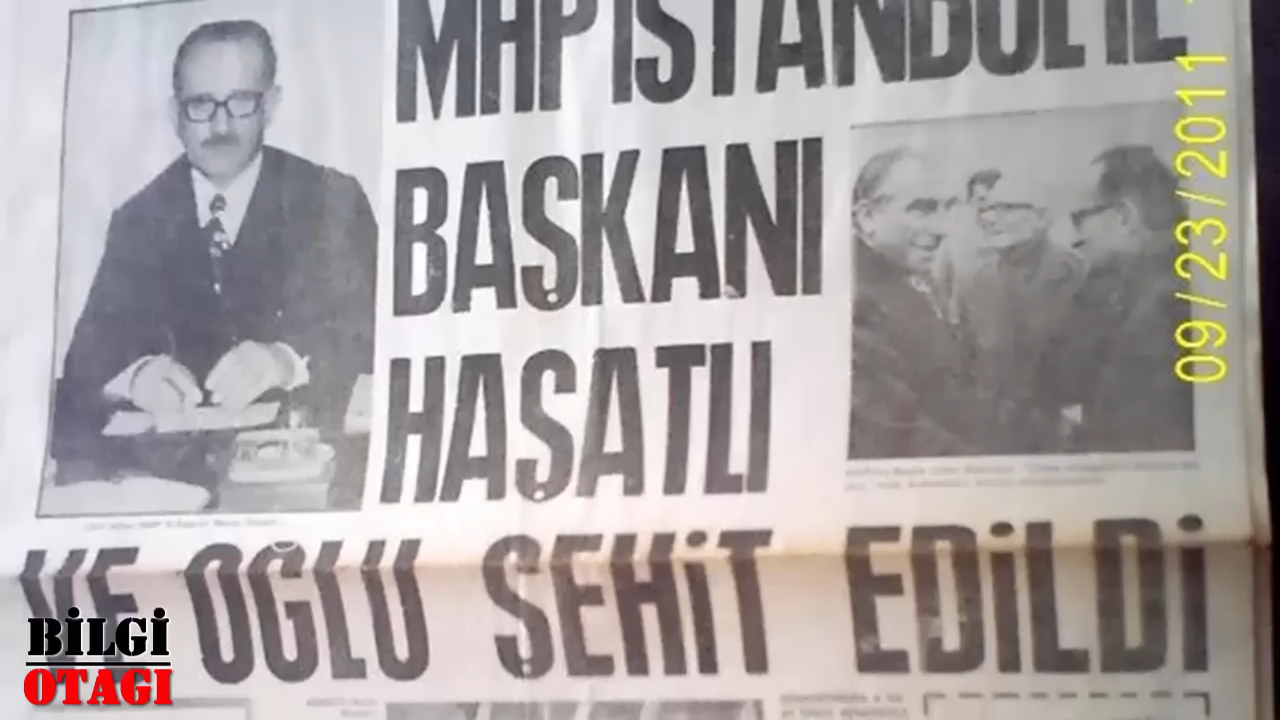 MHP İSTANBUL İL
BAŞKANI
HAŞATLI
VE OĞLU ŞEHİT EDİLDİ
09/23/2011
BİLGİ
OTAGI